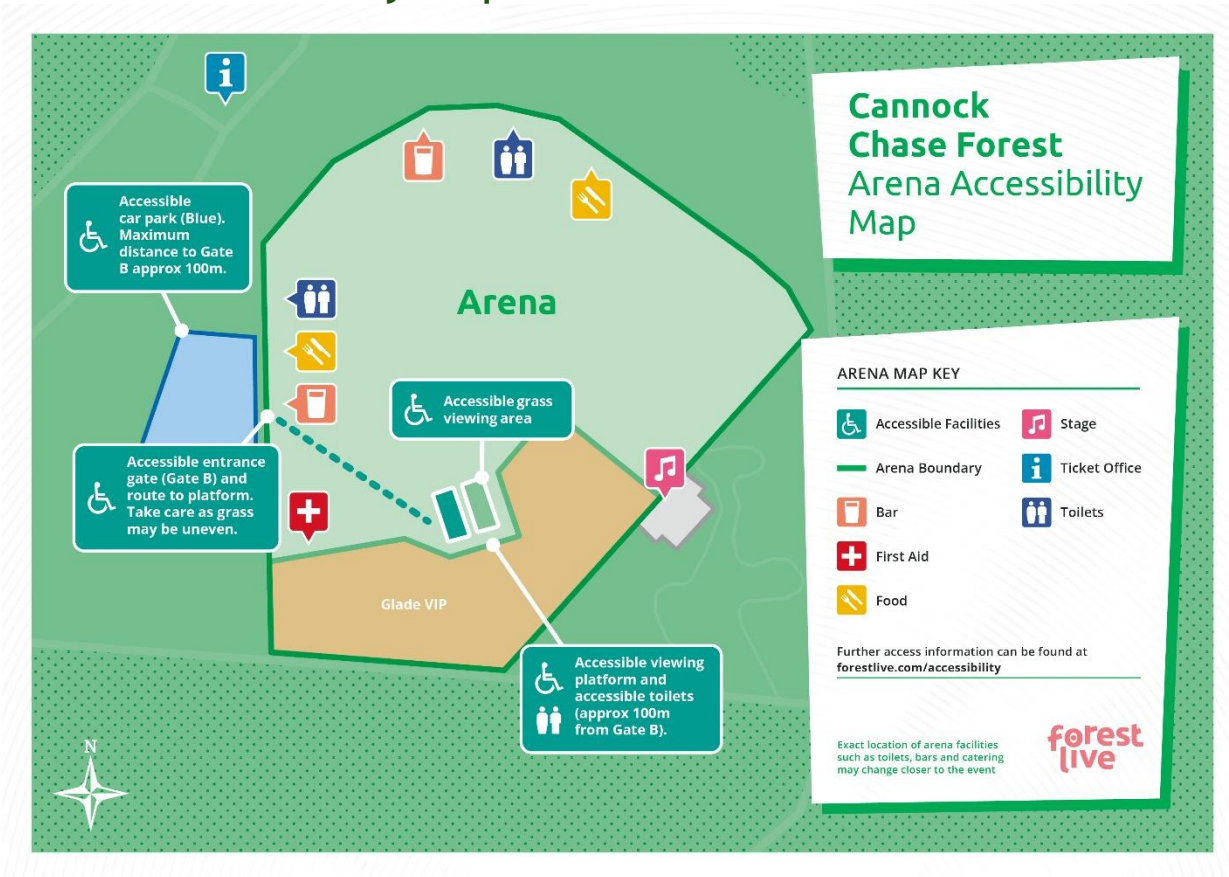 Cannock
Chase Forest
Arena Accessibility
Map
Accessible
car park (Blue).
Maximum
distance to Gate
B approx 100m.
Arena
Accessible grass
viewing area
Accessible entrance
gate (Gate B) and
route to platform.
Take care as grass
may be uneven.
Glade VIP
Accessible viewing
platform and
accessible toilets
(approx 100m
from Gate B).
N
ARENA MAP KEY
Accessible Facilities
Arena Boundary
Bar
First Aid
Food
Stage
Ticket Office
Toilets
Further access information can be found at
forestlive.com/accessibility
Exact location of arena facilities
such as toilets, bars and catering
may change closer to the event
forest
live